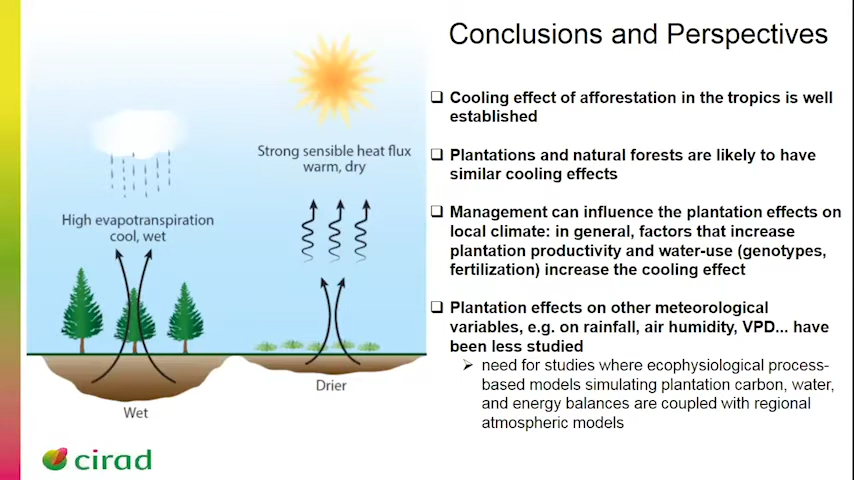 Conclusions and Perspectives
Cooling effect of afforestation in the tropics is well
established
Plantations and natural forests are likely to have
similar cooling effects
Management can influence the plantation effects on
local climate: in general, factors that increase
plantation productivity and water-use (genotypes,
fertilization) increase the cooling effect
Plantation effects on other meteorological
variables, e.g. on rainfall, air humidity, VPD... have
been less studied
need for studies where ecophysiological process-
based models simulating plantation carbon, water,
and energy balances are coupled with regional
atmospheric models
Strong sensible heat flux
warm, dry
High evapotranspiration
cool, wet
Drier
Wet
cirad